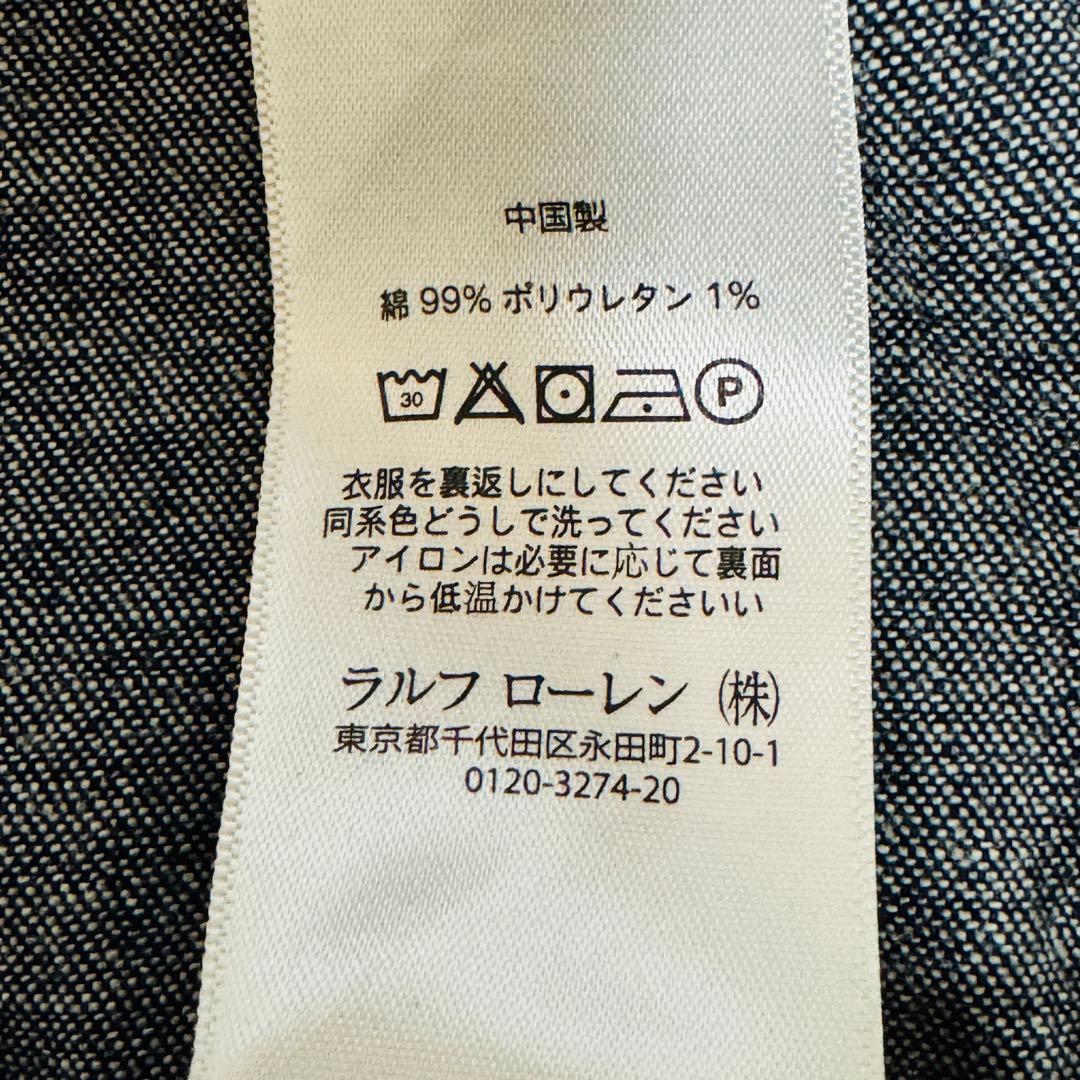 中国製
綿 99% ポリウレタン 1%
30 P
衣服を裏返しにしてください
同系色どうしで洗ってください
アイロンは必要に応じて裏面
から低温かけてくださいい
ラルフ ローレン (株)
東京都千代田区永田町2-10-1
0120-3274-20